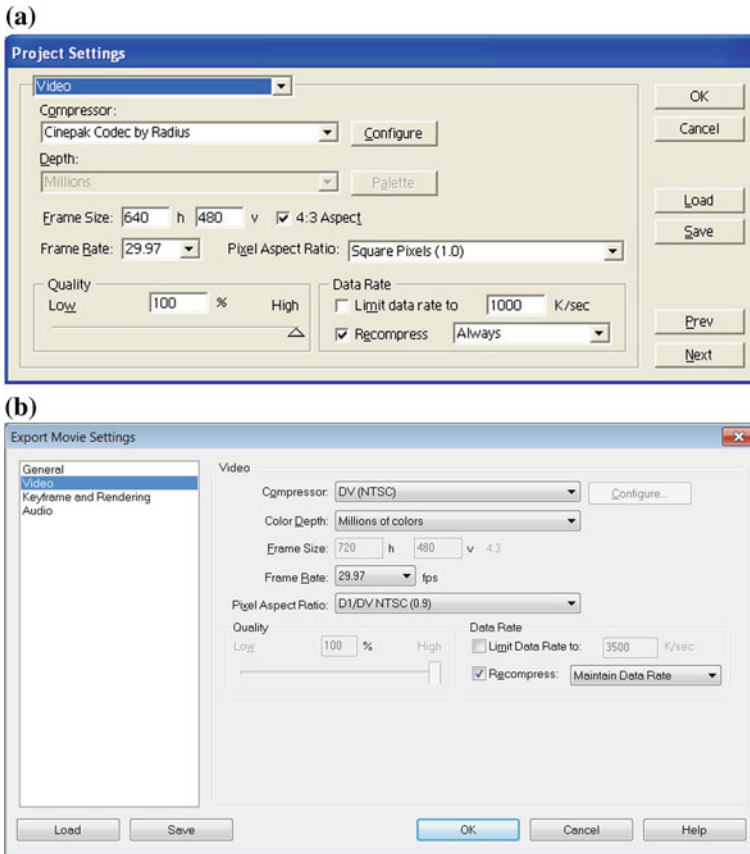 (a)
Project Settings
Video
Compressor:
Cinepak Codec by Radius
Configure
Depth:
Millions
Palette
Frame Size: 640 h 480 v 4:3 Aspect
Frame Rate: 29.97 Pixel Aspect Ratio: Square Pixels (1.0)
Quality
Low 100 % High
Data Rate
Limit data rate to 1000 K/sec
Recompress Always
OK
Cancel
Load
Save
Prev
Next
(b)
Export Movie Settings
General
Video
Keyframe and Rendering
Audio
Video
Compressor: DV (NTSC) Configure...
Color Depth: Millions of colors
Frame Size: 720 h 480 v 4:3
Frame Rate: 29.97 fps
Pixel Aspect Ratio: D1/DV NTSC (0.9)
Quality
Low 100 % High
Data Rate
Limit Data Rate to: 3500 K/sec
Recompress: Maintain Data Rate
Load Save OK Cancel Help